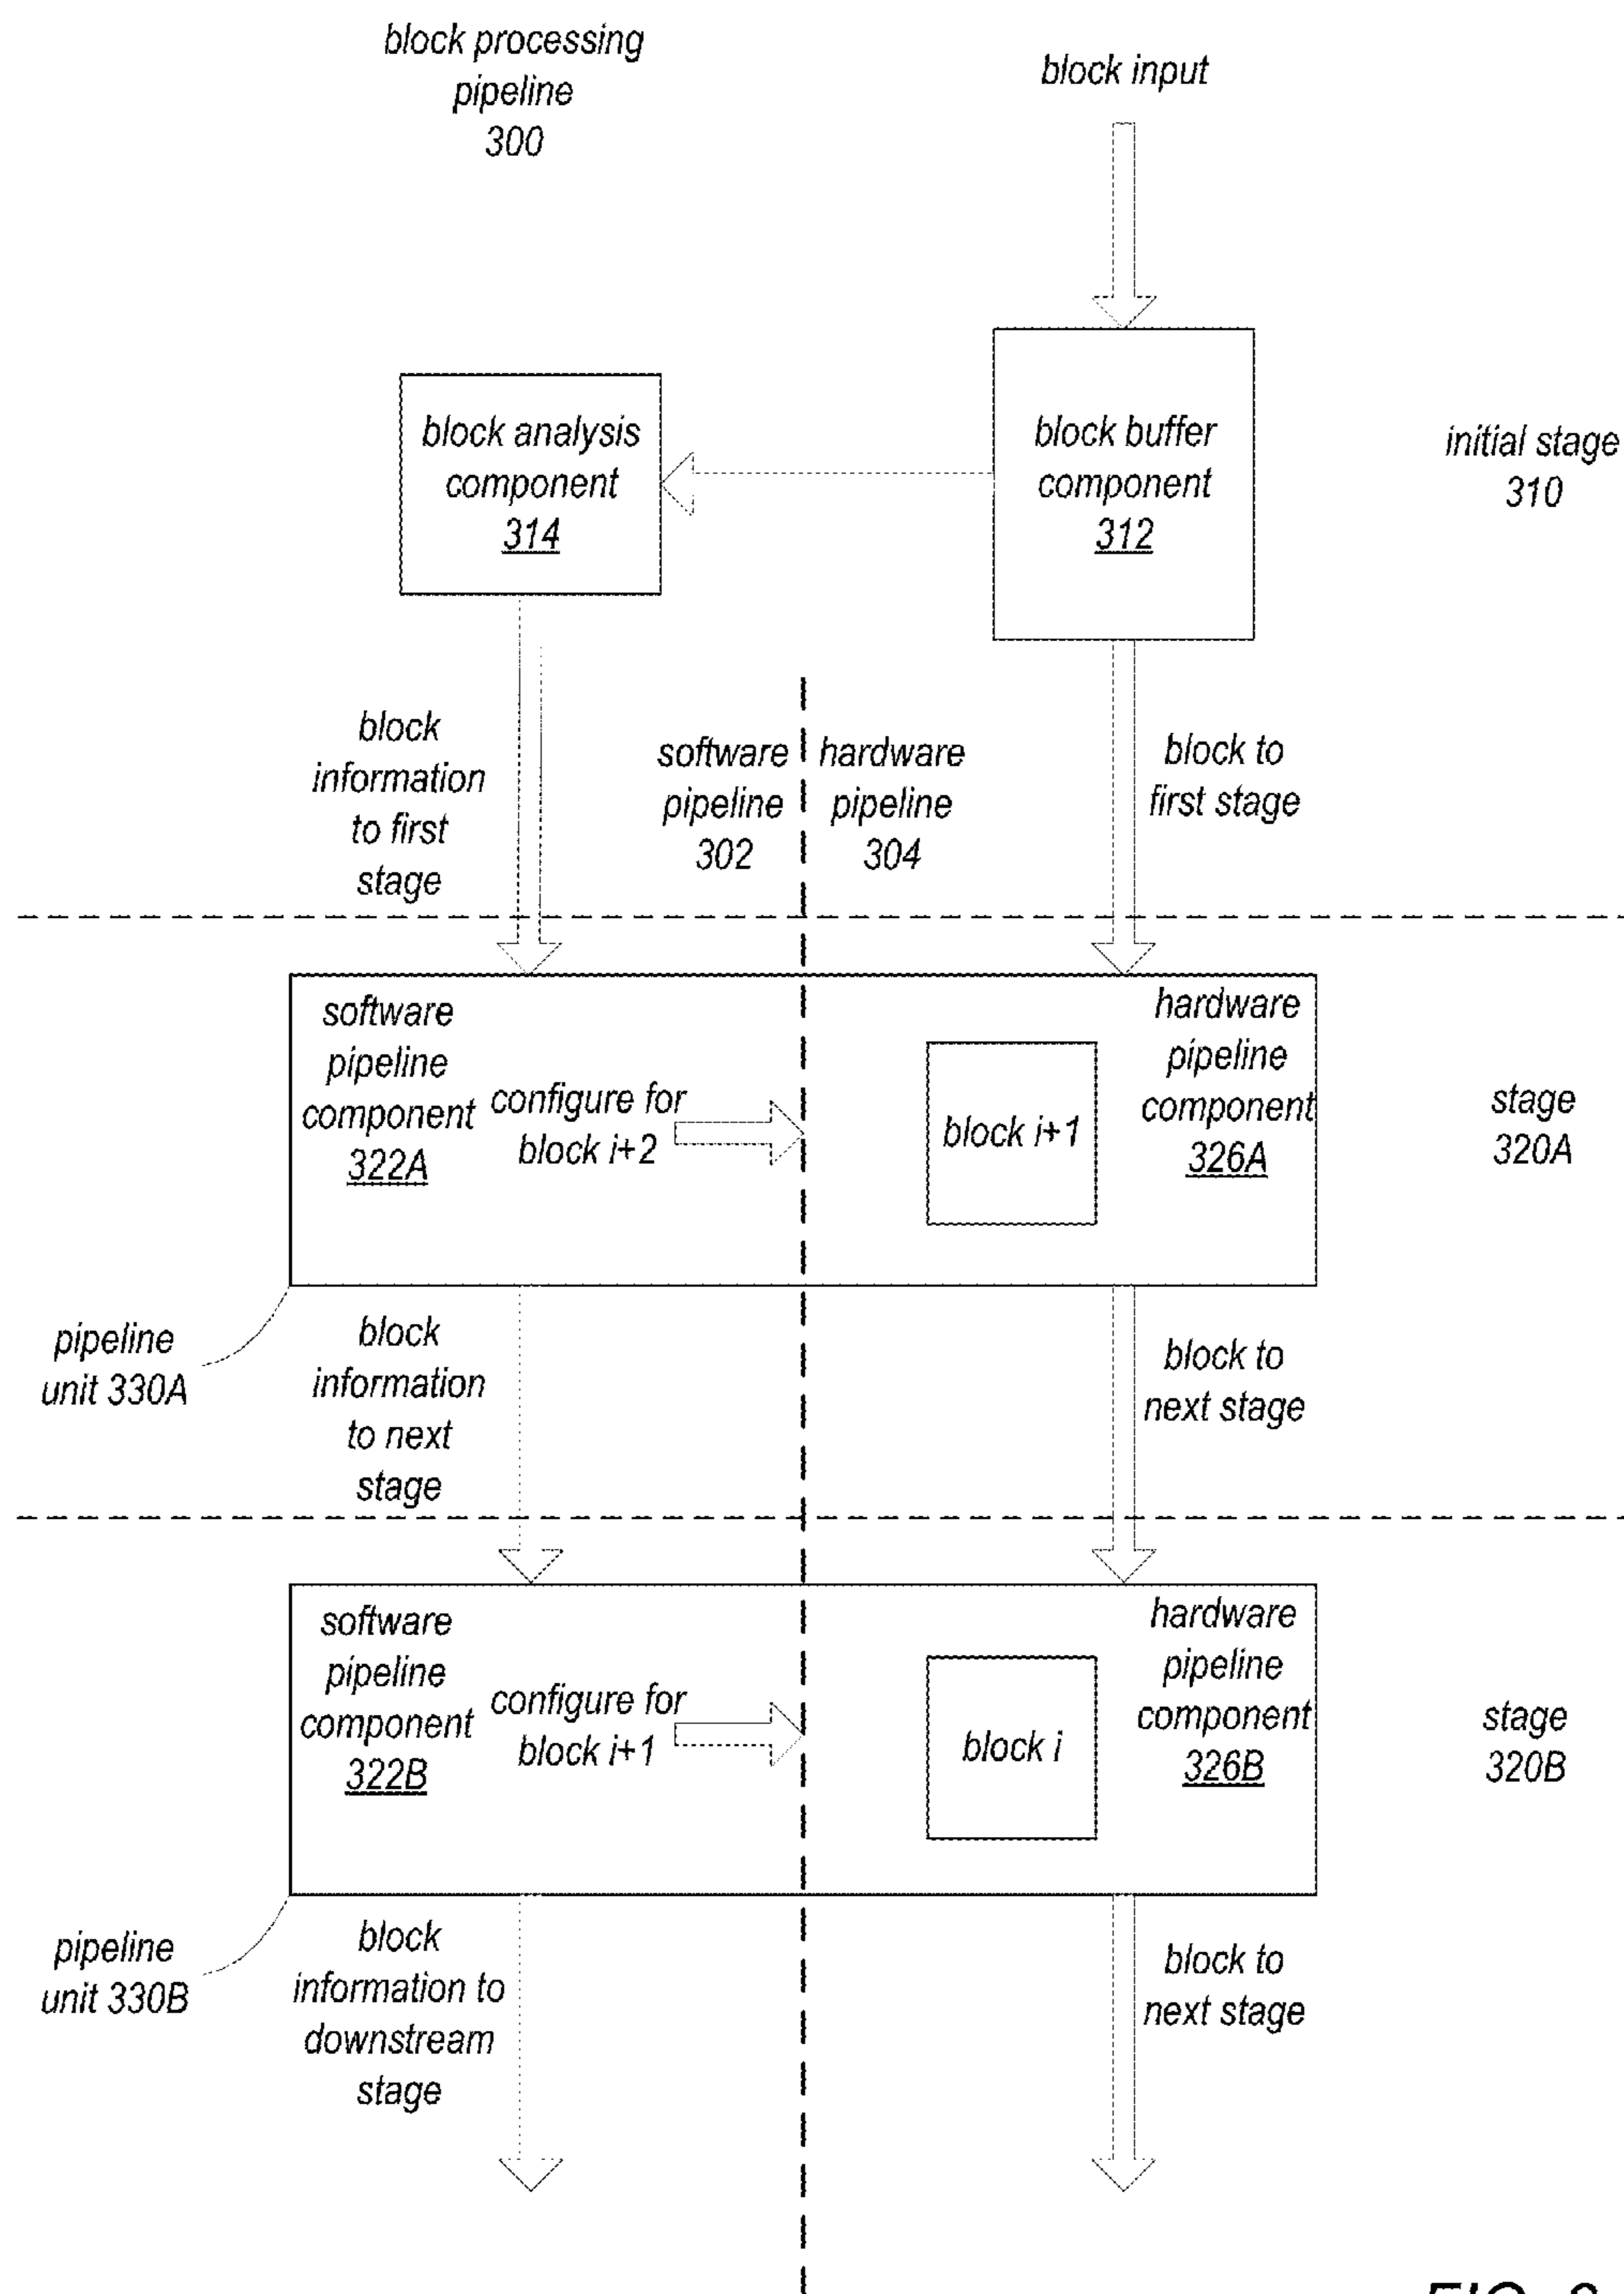 block processing
pipeline
300
block input
block analysis
component
314
block buffer
component
312
initial stage
310
block
information
to first
stage
software
pipeline
302
hardware
pipeline
304
block to
first stage
software
pipeline
component
322A
configure for
block i+2
block i+1
hardware
pipeline
component
326A
stage
320A
pipeline
unit 330A
block
information
to next
stage
block to
next stage
software
pipeline
component
322B
configure for
block i+1
block i
hardware
pipeline
component
326B
stage
320B
pipeline
unit 330B
block
information to
downstream
stage
block to
next stage